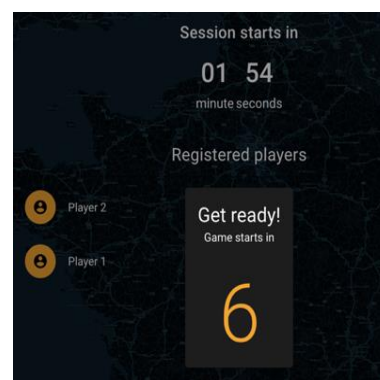 Session starts in
01 54
minute seconds
Registered players
Player 2
Get ready!
Game starts in
Player 1
6